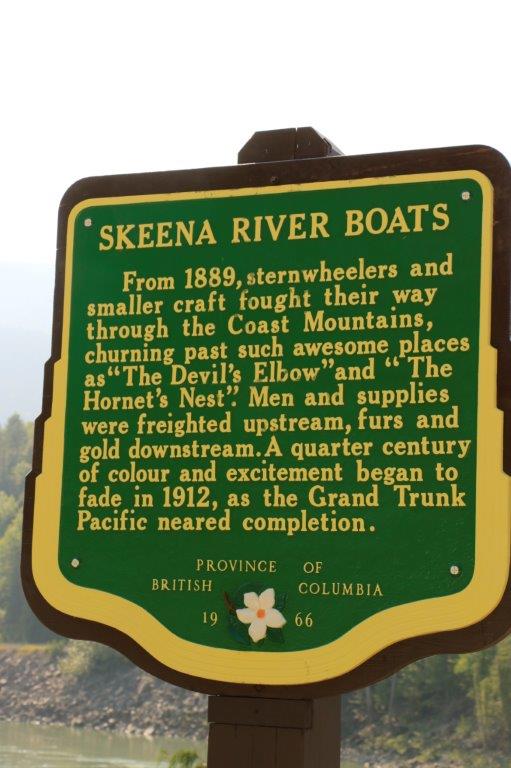 SKEENA RIVER BOATS
From 1889, sternwheelers and
smaller craft fought their way
through the Coast Mountains,
churning past such awesome places
as "The Devil's Elbow" and "The
Hornet's Nest". Men and supplies
were freighted upstream, furs and
gold downstream. A quarter century
of colour and excitement began to
fade in 1912, as the Grand Trunk
Pacific neared completion.
PROVINCE OF
BRITISH COLUMBIA
19 66